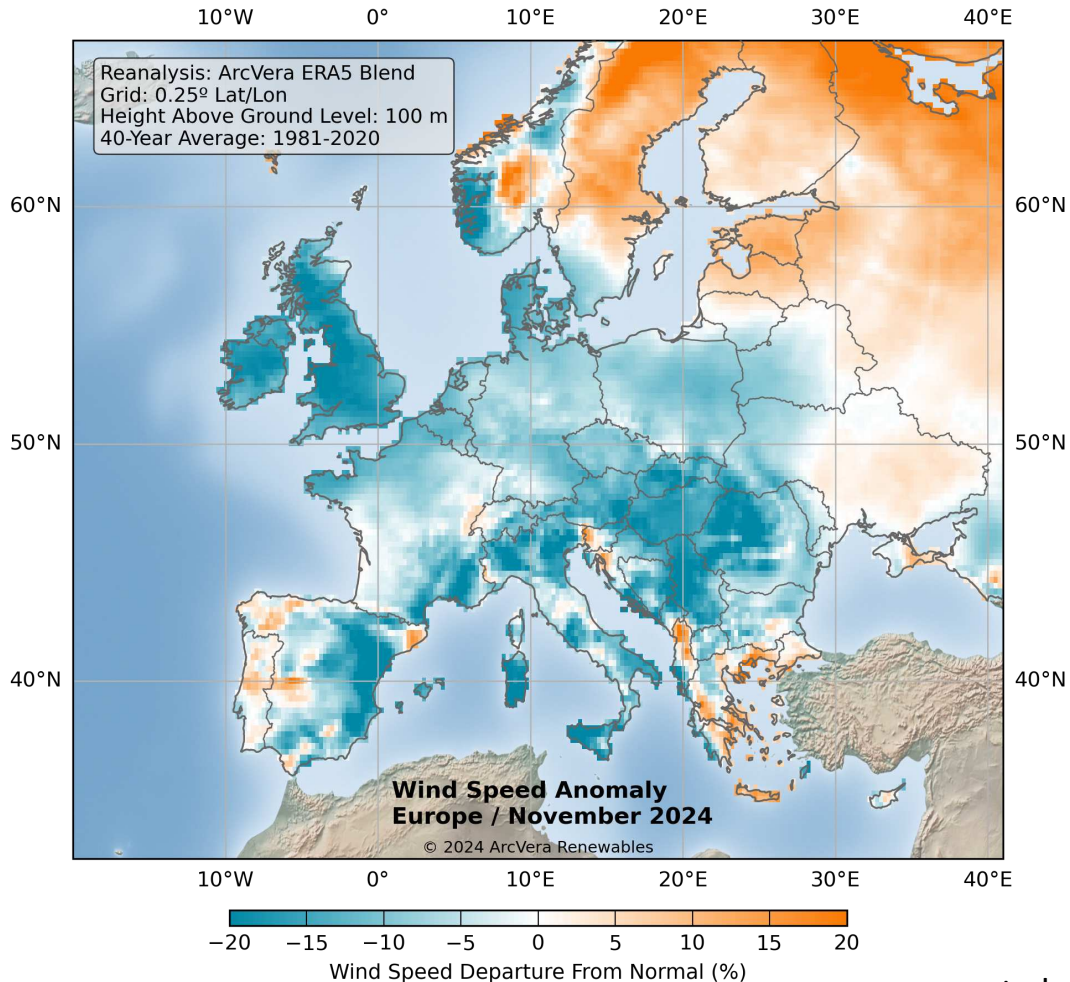 10°W 0° 10°E 20°E 30°E 40°E
Reanalysis: ArcVera ERA5 Blend
Grid: 0.25º Lat/Lon
Height Above Ground Level: 100 m
40-Year Average: 1981-2020
60°N 60°N
50°N 50°N
40°N 40°N
Wind Speed Anomaly
Europe / November 2024
© 2024 ArcVera Renewables
10°W 0° 10°E 20°E 30°E 40°E
−20 −15 −10 −5 0 5 10 15 20
Wind Speed Departure From Normal (%)